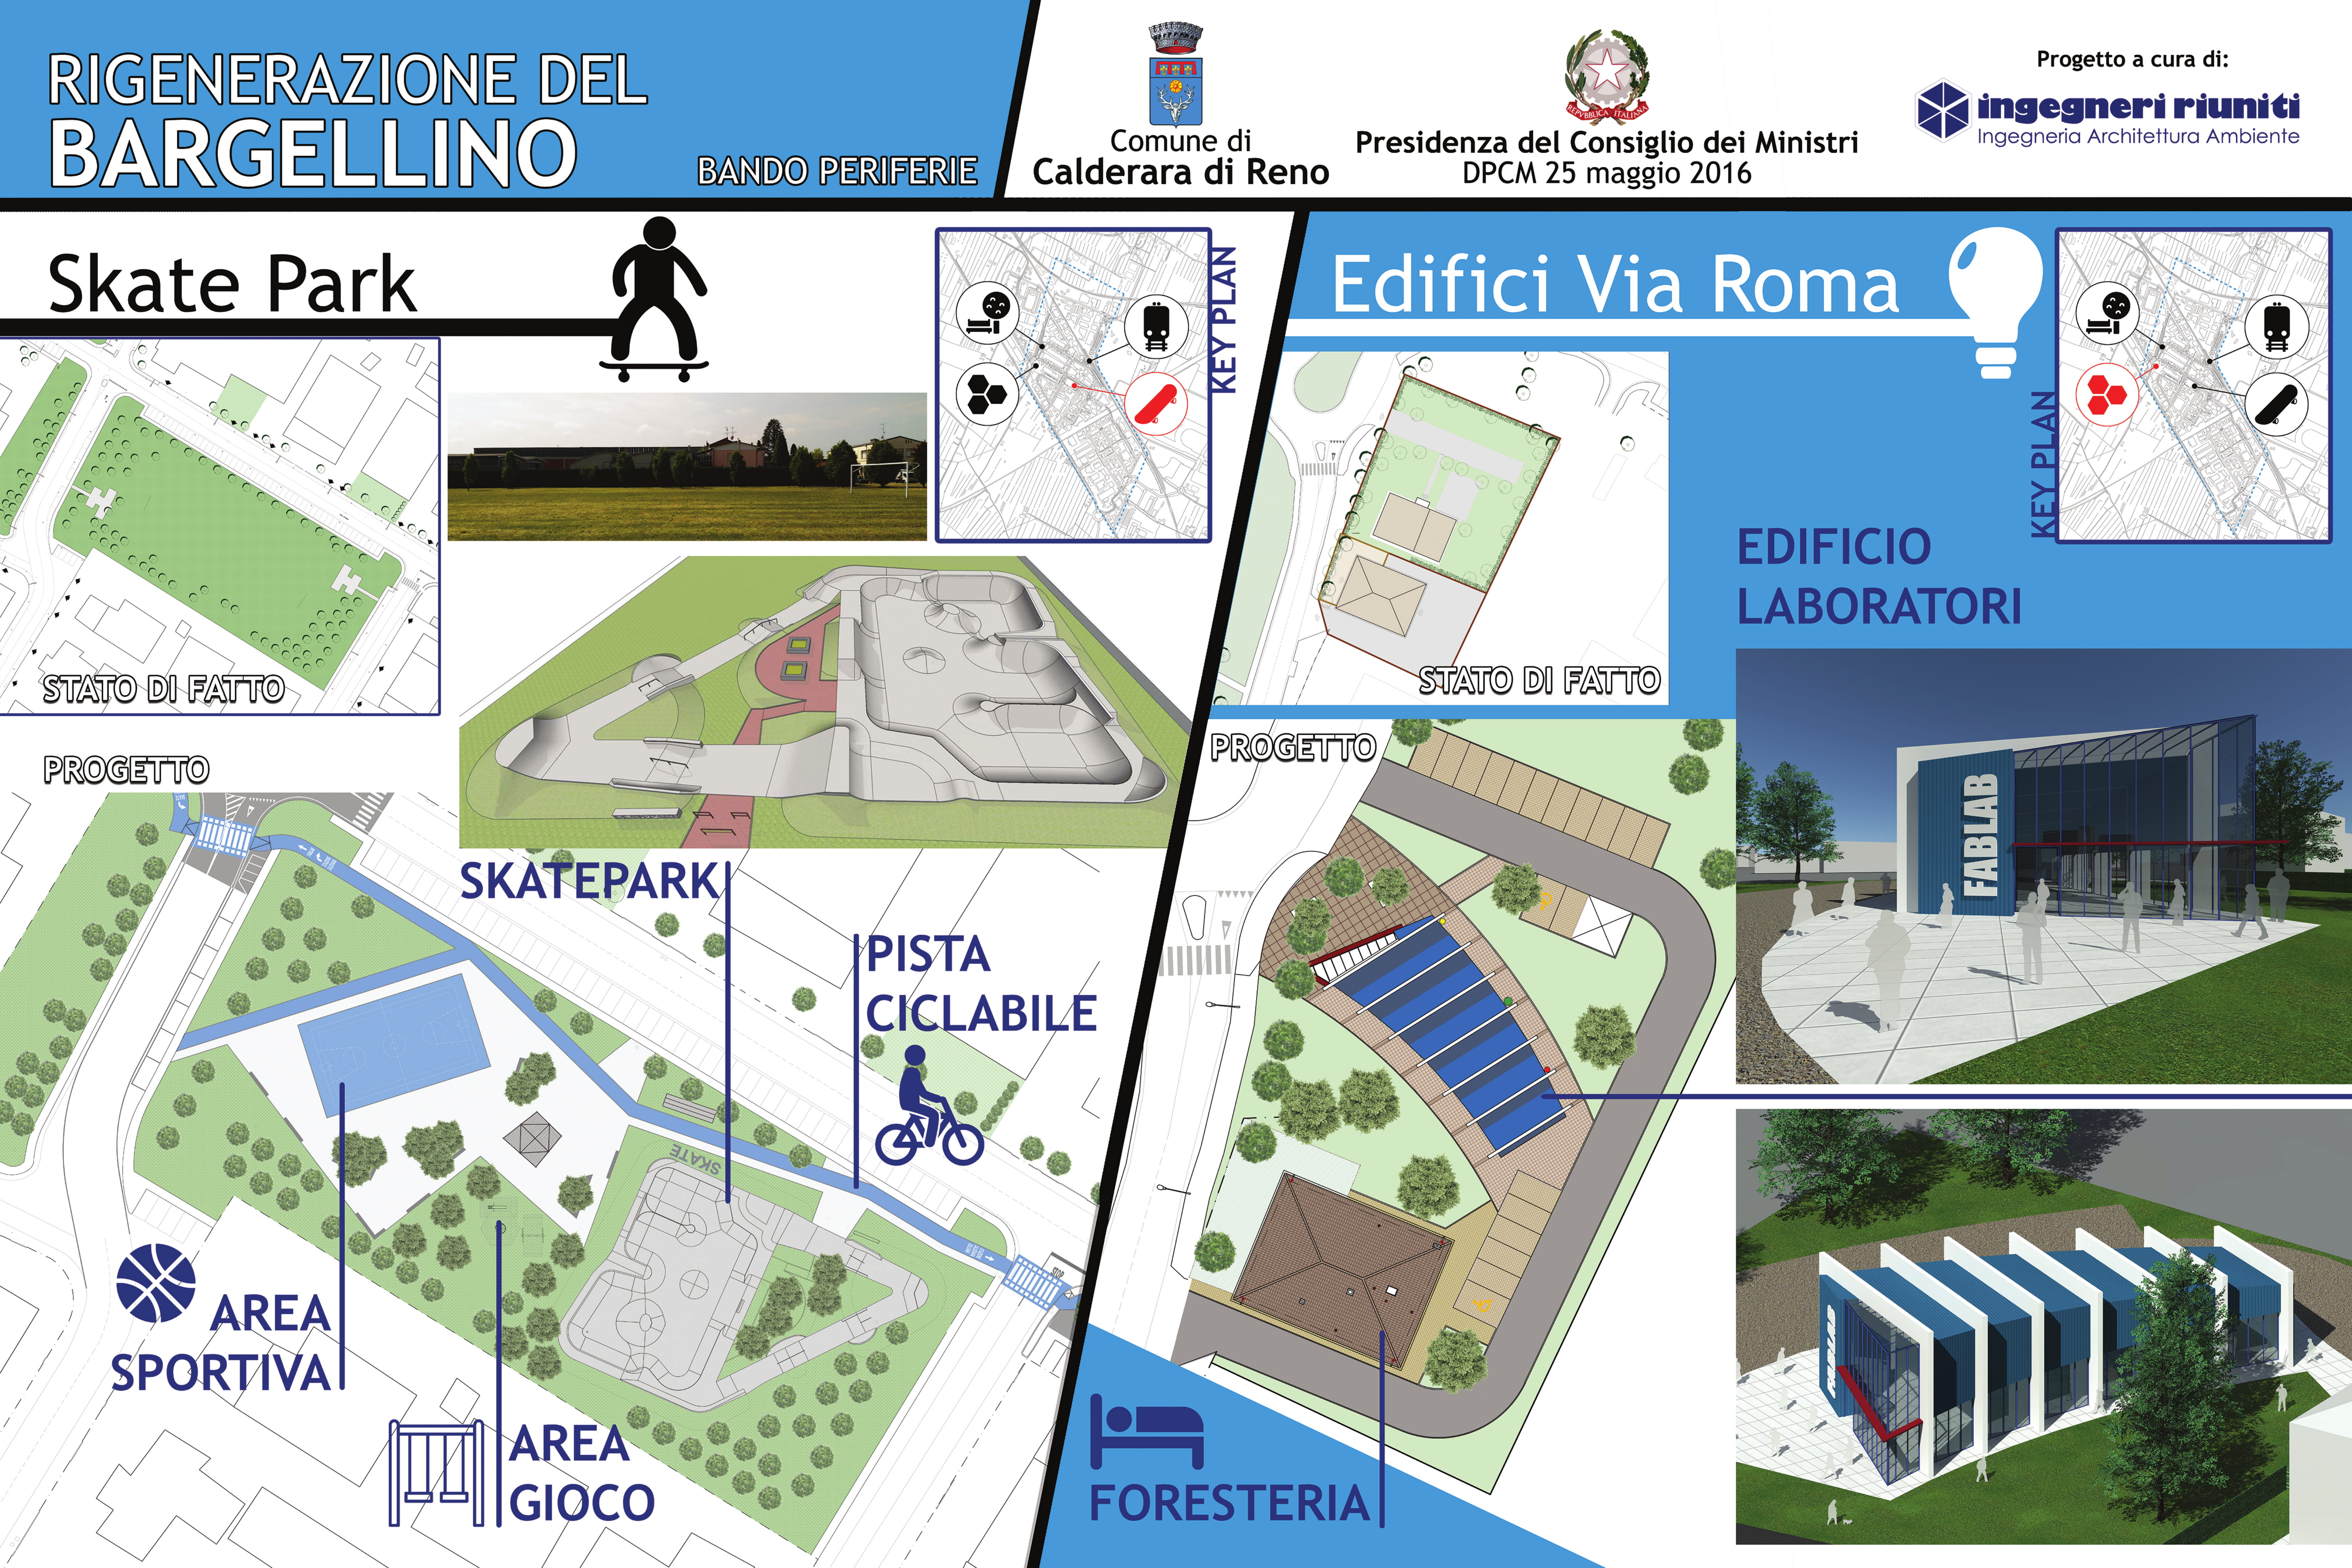 RIGENERAZIONE DEL
BARGELLINO
BANDO PERIFERIE
Comune di
Calderara di Reno
REPVBBLICA ITALIANA
Presidenza del Consiglio dei Ministri
DPCM 25 maggio 2016
Progetto a cura di:
ingegneri riuniti
Ingegneria Architettura Ambiente
Skate Park
KEY PLAN
STATO DI FATTO
PROGETTO
SKATEPARK
PISTA
CICLABILE
SKATE
STOP
AREA
SPORTIVA
AREA
GIOCO
Edifici Via Roma
KEY PLAN
STATO DI FATTO
EDIFICIO
LABORATORI
PROGETTO
FABLAB
FABLAB
FORESTERIA